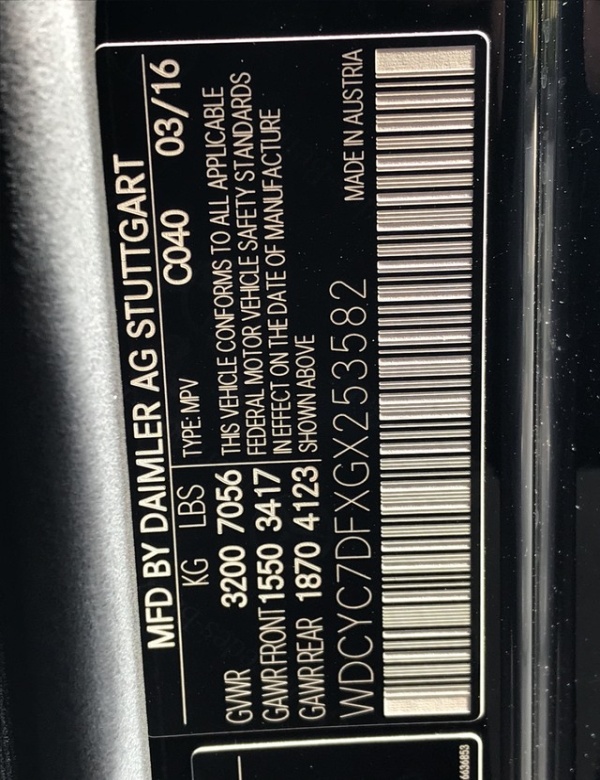 MFD BY DAIMLER AG STUTTGART
C040 03/16
KG LBS TYPE: MPV
GVWR 3200 7056 THIS VEHICLE CONFORMS TO ALL APPLICABLE
FEDERAL MOTOR VEHICLE SAFETY STANDARDS
GAWR FRONT 1550 3417 IN EFFECT ON THE DATE OF MANUFACTURE
GAWR REAR 1870 4123 SHOWN ABOVE
WDCYC7DFXGX253582 MADE IN AUSTRIA
6636853